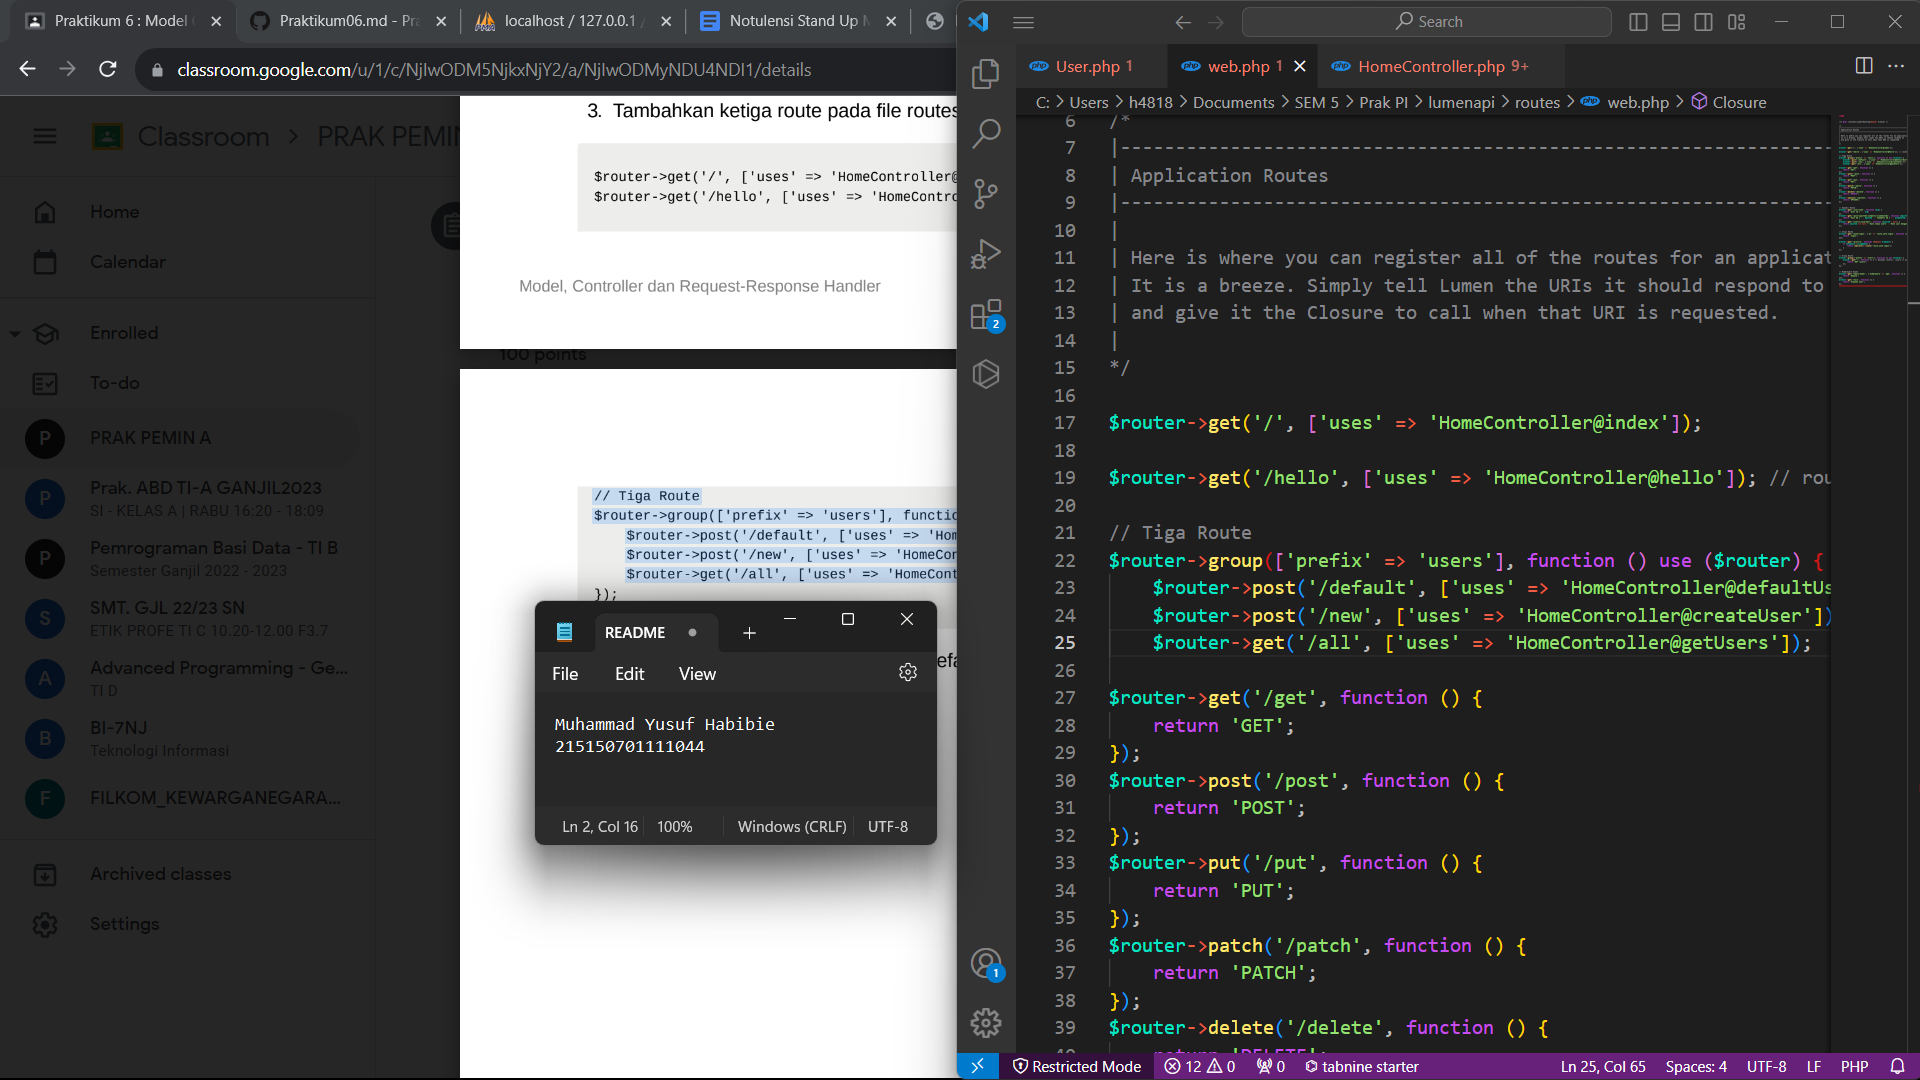 Praktikum 6 : Model
Praktikum06.md - Pra
localhost / 127.0.0.1
Notulensi Stand Up M
classroom.google.com/u/1/c/NjIwODM5NjkxNjY2/a/NjIwODMyNDU4NDI1/details
Classroom
PRAK PEMIN
Home
Calendar
Enrolled
To-do
P
PRAK PEMIN A
P
Prak. ABD TI-A GANJIL2023
SI - KELAS A | RABU 16:20 - 18:09
P
Pemrograman Basi Data - TI B
Semester Ganjil 2022 - 2023
S
SMT. GJL 22/23 SN
ETIK PROFE TI C 10.20-12.00 F3.7
A
Advanced Programming - Ge...
TI D
B
BI-7NJ
Teknologi Informasi
F
FILKOM_KEWARGANEGARA...
Archived classes
Settings
3. Tambahkan ketiga route pada file routes
$router->get('/', ['uses' => 'HomeController@
$router->get('/hello', ['uses' => 'HomeContro
Model, Controller dan Request-Response Handler
100 points
// Tiga Route
$router->group(['prefix' => 'users'], functio
$router->post('/default', ['uses' => 'Hom
$router->post('/new', ['uses' => 'HomeCon
$router->get('/all', ['uses' => 'HomeCont
});
efa
README
File
Edit
View
Muhammad Yusuf Habibie
215150701111044
Ln 2, Col 16
100%
Windows (CRLF)
UTF-8
Search
User.php 1
web.php 1
HomeController.php 9+
C: > Users > h4818 > Documents > SEM 5 > Prak PI > lumenapi > routes > web.php > Closure
6 /*
7 |--------------------------------------------------------------------------
8 | Application Routes
9 |--------------------------------------------------------------------------
10 |
11 | Here is where you can register all of the routes for an applicat
12 | It is a breeze. Simply tell Lumen the URIs it should respond to
13 | and give it the Closure to call when that URI is requested.
14 |
15 */
16
17 $router->get('/', ['uses' => 'HomeController@index']);
18
19 $router->get('/hello', ['uses' => 'HomeController@hello']); // rou
20
21 // Tiga Route
22 $router->group(['prefix' => 'users'], function () use ($router) {
23 $router->post('/default', ['uses' => 'HomeController@defaultUs
24 $router->post('/new', ['uses' => 'HomeController@createUser'])
25 $router->get('/all', ['uses' => 'HomeController@getUsers']);
26
27 $router->get('/get', function () {
28 return 'GET';
29 });
30 $router->post('/post', function () {
31 return 'POST';
32 });
33 $router->put('/put', function () {
34 return 'PUT';
35 });
36 $router->patch('/patch', function () {
37 return 'PATCH';
38 });
39 $router->delete('/delete', function () {
40 return 'DELETE';
2
1
Restricted Mode
12
0
0
tabnine starter
Ln 25, Col 65
Spaces: 4
UTF-8
LF
PHP